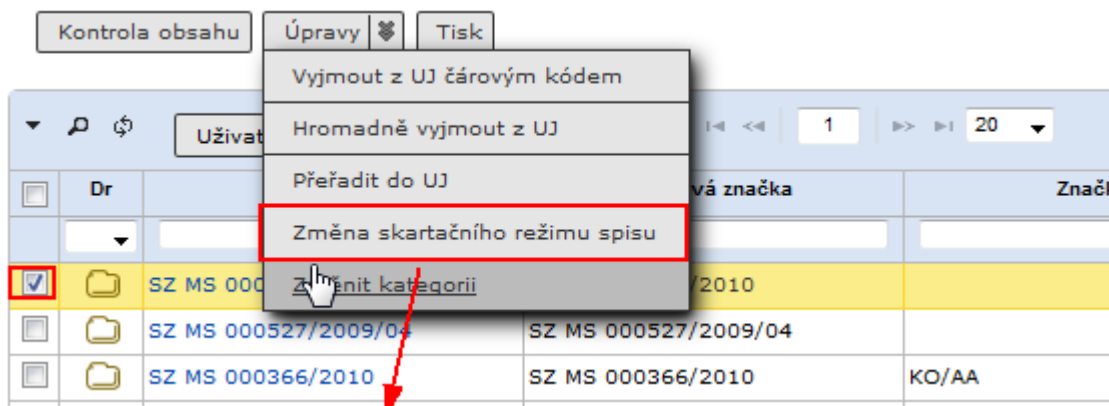 Kontrola obsahu Úpravy Tisk
Vyjmout z UJ čárovým kódem
Hromadně vyjmout z UJ
Uživat 1 20
Přeřadit do UJ
Dr vá značka Znač
Změna skartačního režimu spisu
SZ MS 000 /2010
kategorii
SZ MS 000527/2009/04 SZ MS 000527/2009/04
SZ MS 000366/2010 SZ MS 000366/2010 KO/AA